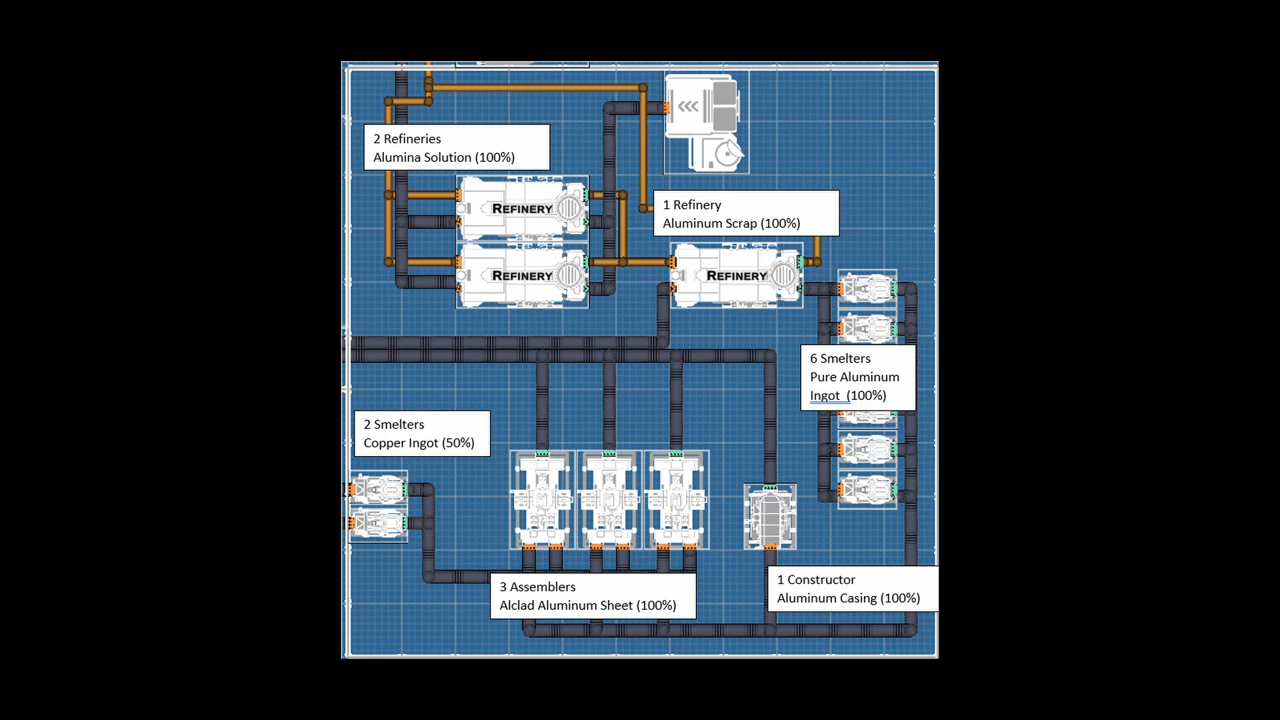 2 Refineries
Alumina Solution (100%)
REFINERY
1 Refinery
Aluminum Scrap (100%)
REFINERY
REFINERY
6 Smelters
Pure Aluminum
Ingot (100%)
2 Smelters
Copper Ingot (50%)
3 Assemblers
Alclad Aluminum Sheet (100%)
1 Constructor
Aluminum Casing (100%)